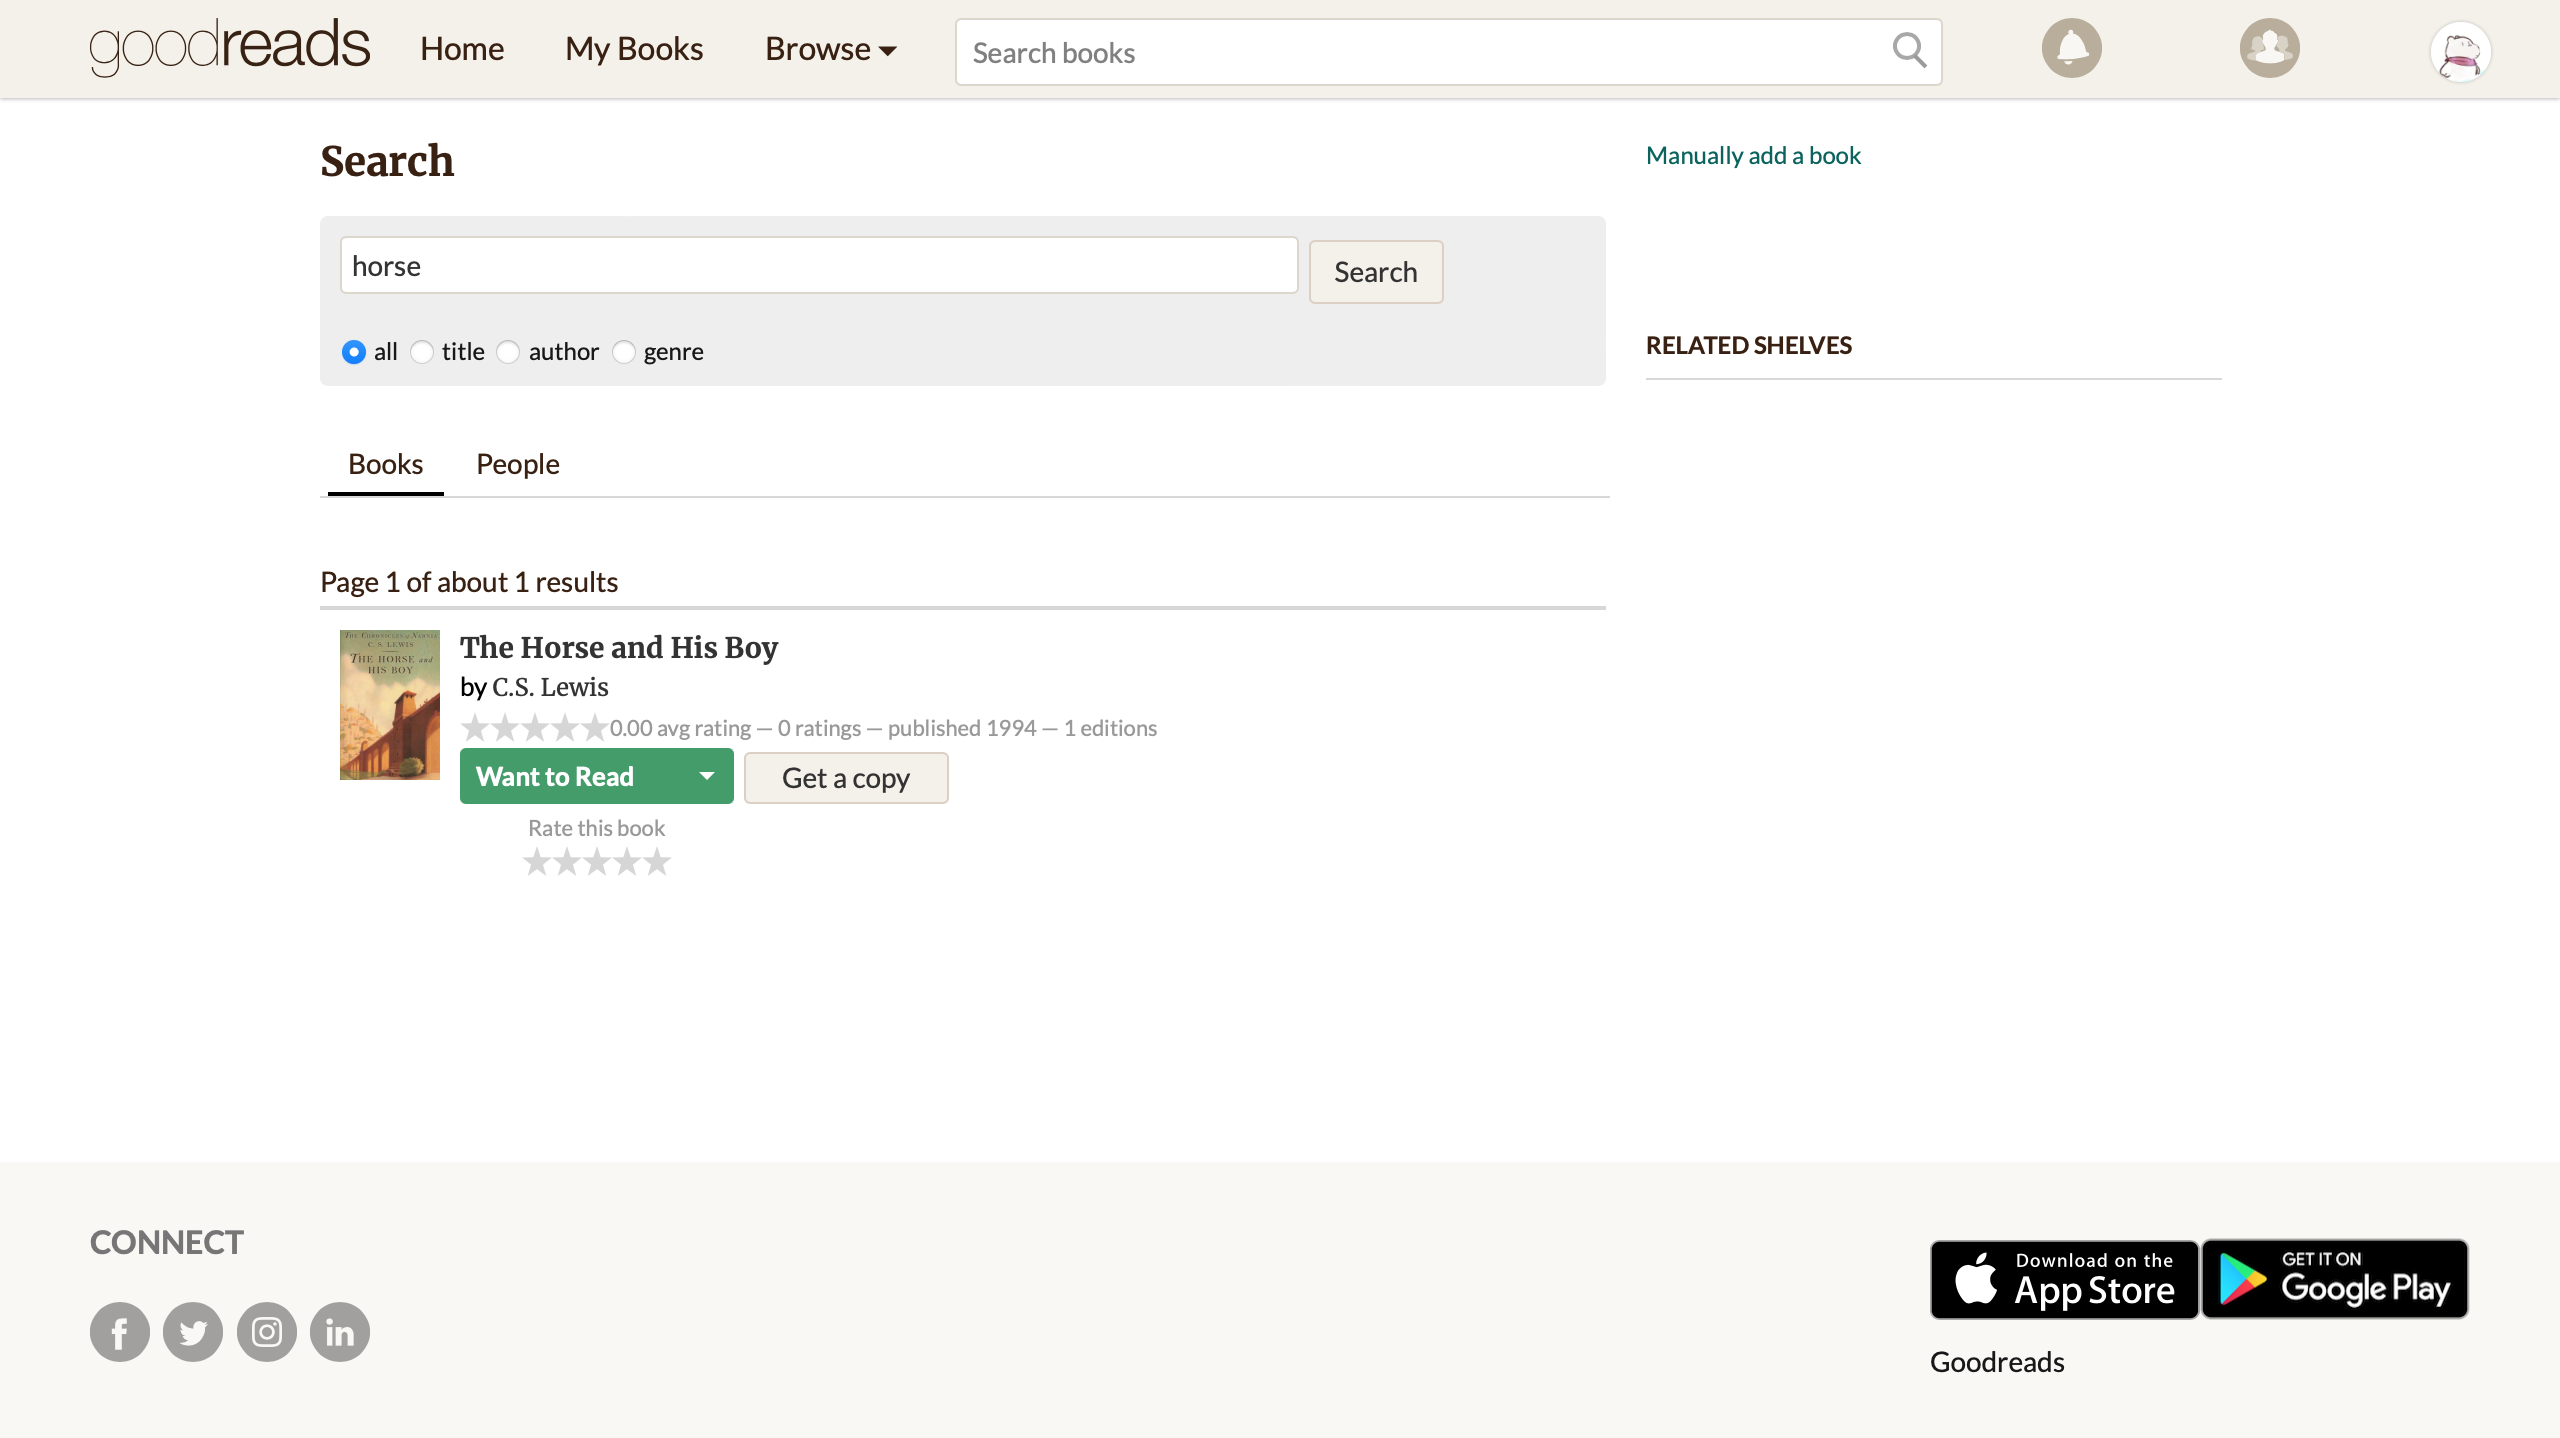 goodreads Home My Books Browse Search books
Search
Manually add a book
horse
Search
all title author genre
RELATED SHELVES
Books People
Page 1 of about 1 results
THE CHRONICLES of NARNIA
C. S. LEWIS
THE HORSE and
HIS BOY
The Horse and His Boy
by C.S. Lewis
0.00 avg rating — 0 ratings — published 1994 — 1 editions
Want to Read
Get a copy
Rate this book
CONNECT
Download on the
App Store
GET IT ON
Google Play
Goodreads